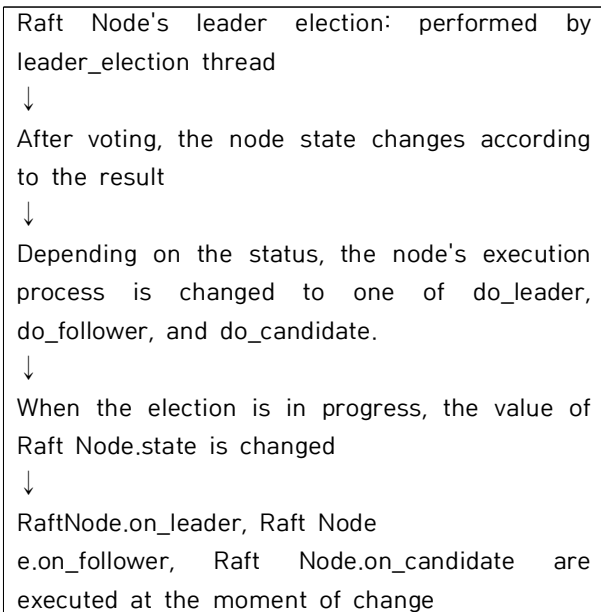 Raft Node's leader election: performed by
leader_election thread
↓
After voting, the node state changes according
to the result
↓
Depending on the status, the node's execution
process is changed to one of do_leader,
do_follower, and do_candidate.
↓
When the election is in progress, the value of
Raft Node.state is changed
↓
RaftNode.on_leader, Raft Node
e.on_follower, Raft Node.on_candidate are
executed at the moment of change